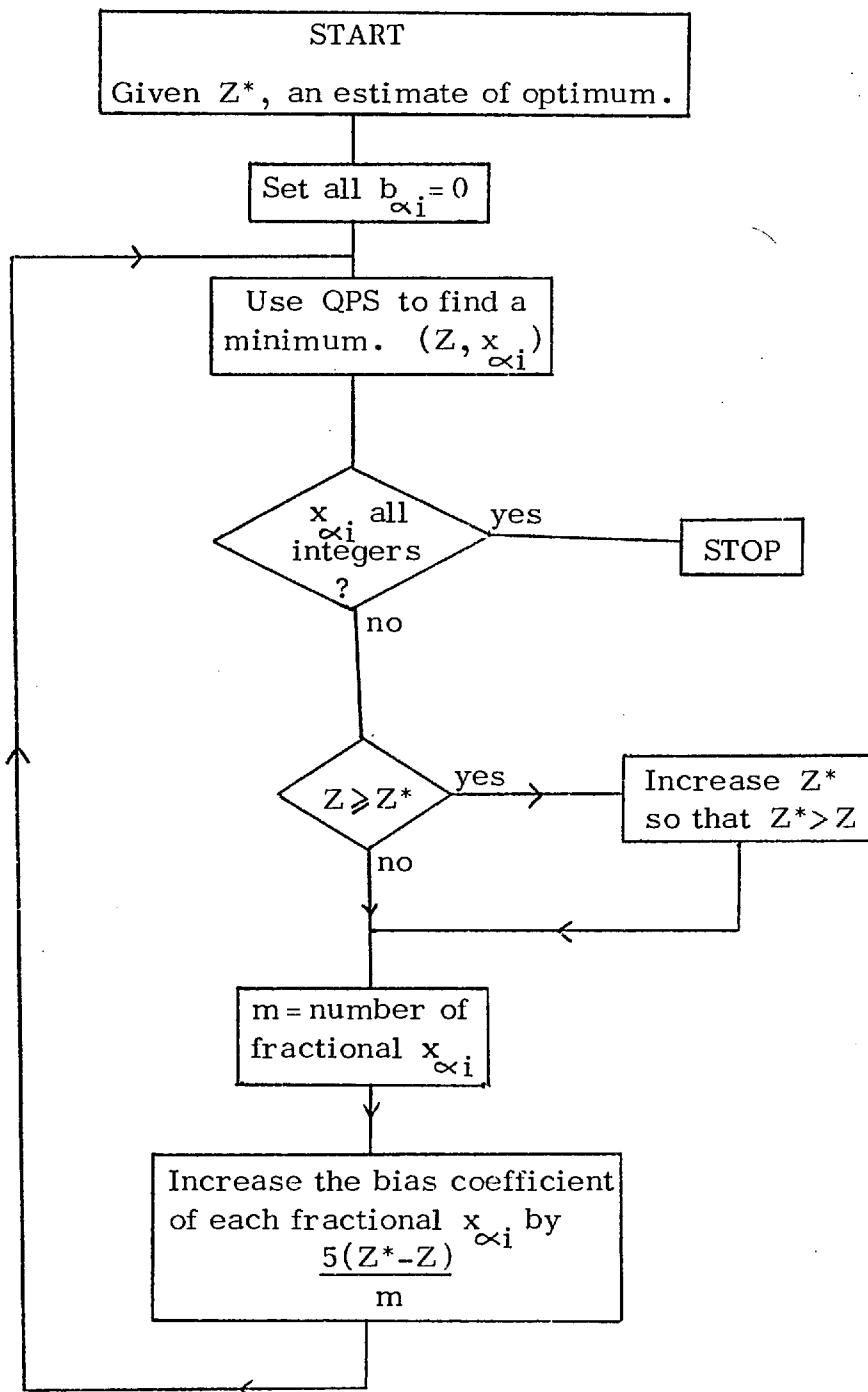 START
Given Z*, an estimate of optimum.
Set all b∝i = 0
Use QPS to find a
minimum. (Z, x∝i)
x∝i all
integers
?
yes
STOP
no
Z ⩾ Z*
yes
Increase Z*
so that Z* > Z
no
m = number of
fractional x∝i
Increase the bias coefficient
of each fractional x∝i by
5(Z*-Z)
m